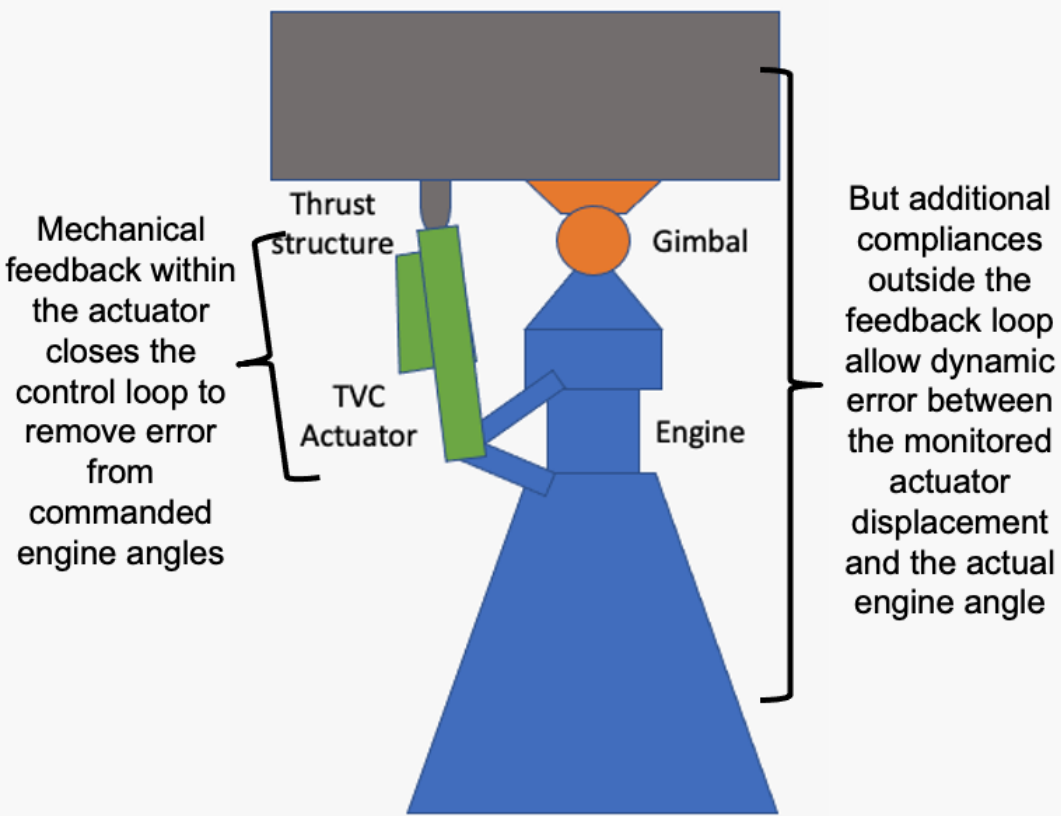 Mechanical
feedback within
the actuator
closes the
control loop to
remove error
from
commanded
engine angles
Thrust
structure
TVC
Actuator
Gimbal
Engine
But additional
compliances
outside the
feedback loop
allow dynamic
error between
the monitored
actuator
displacement
and the actual
engine angle